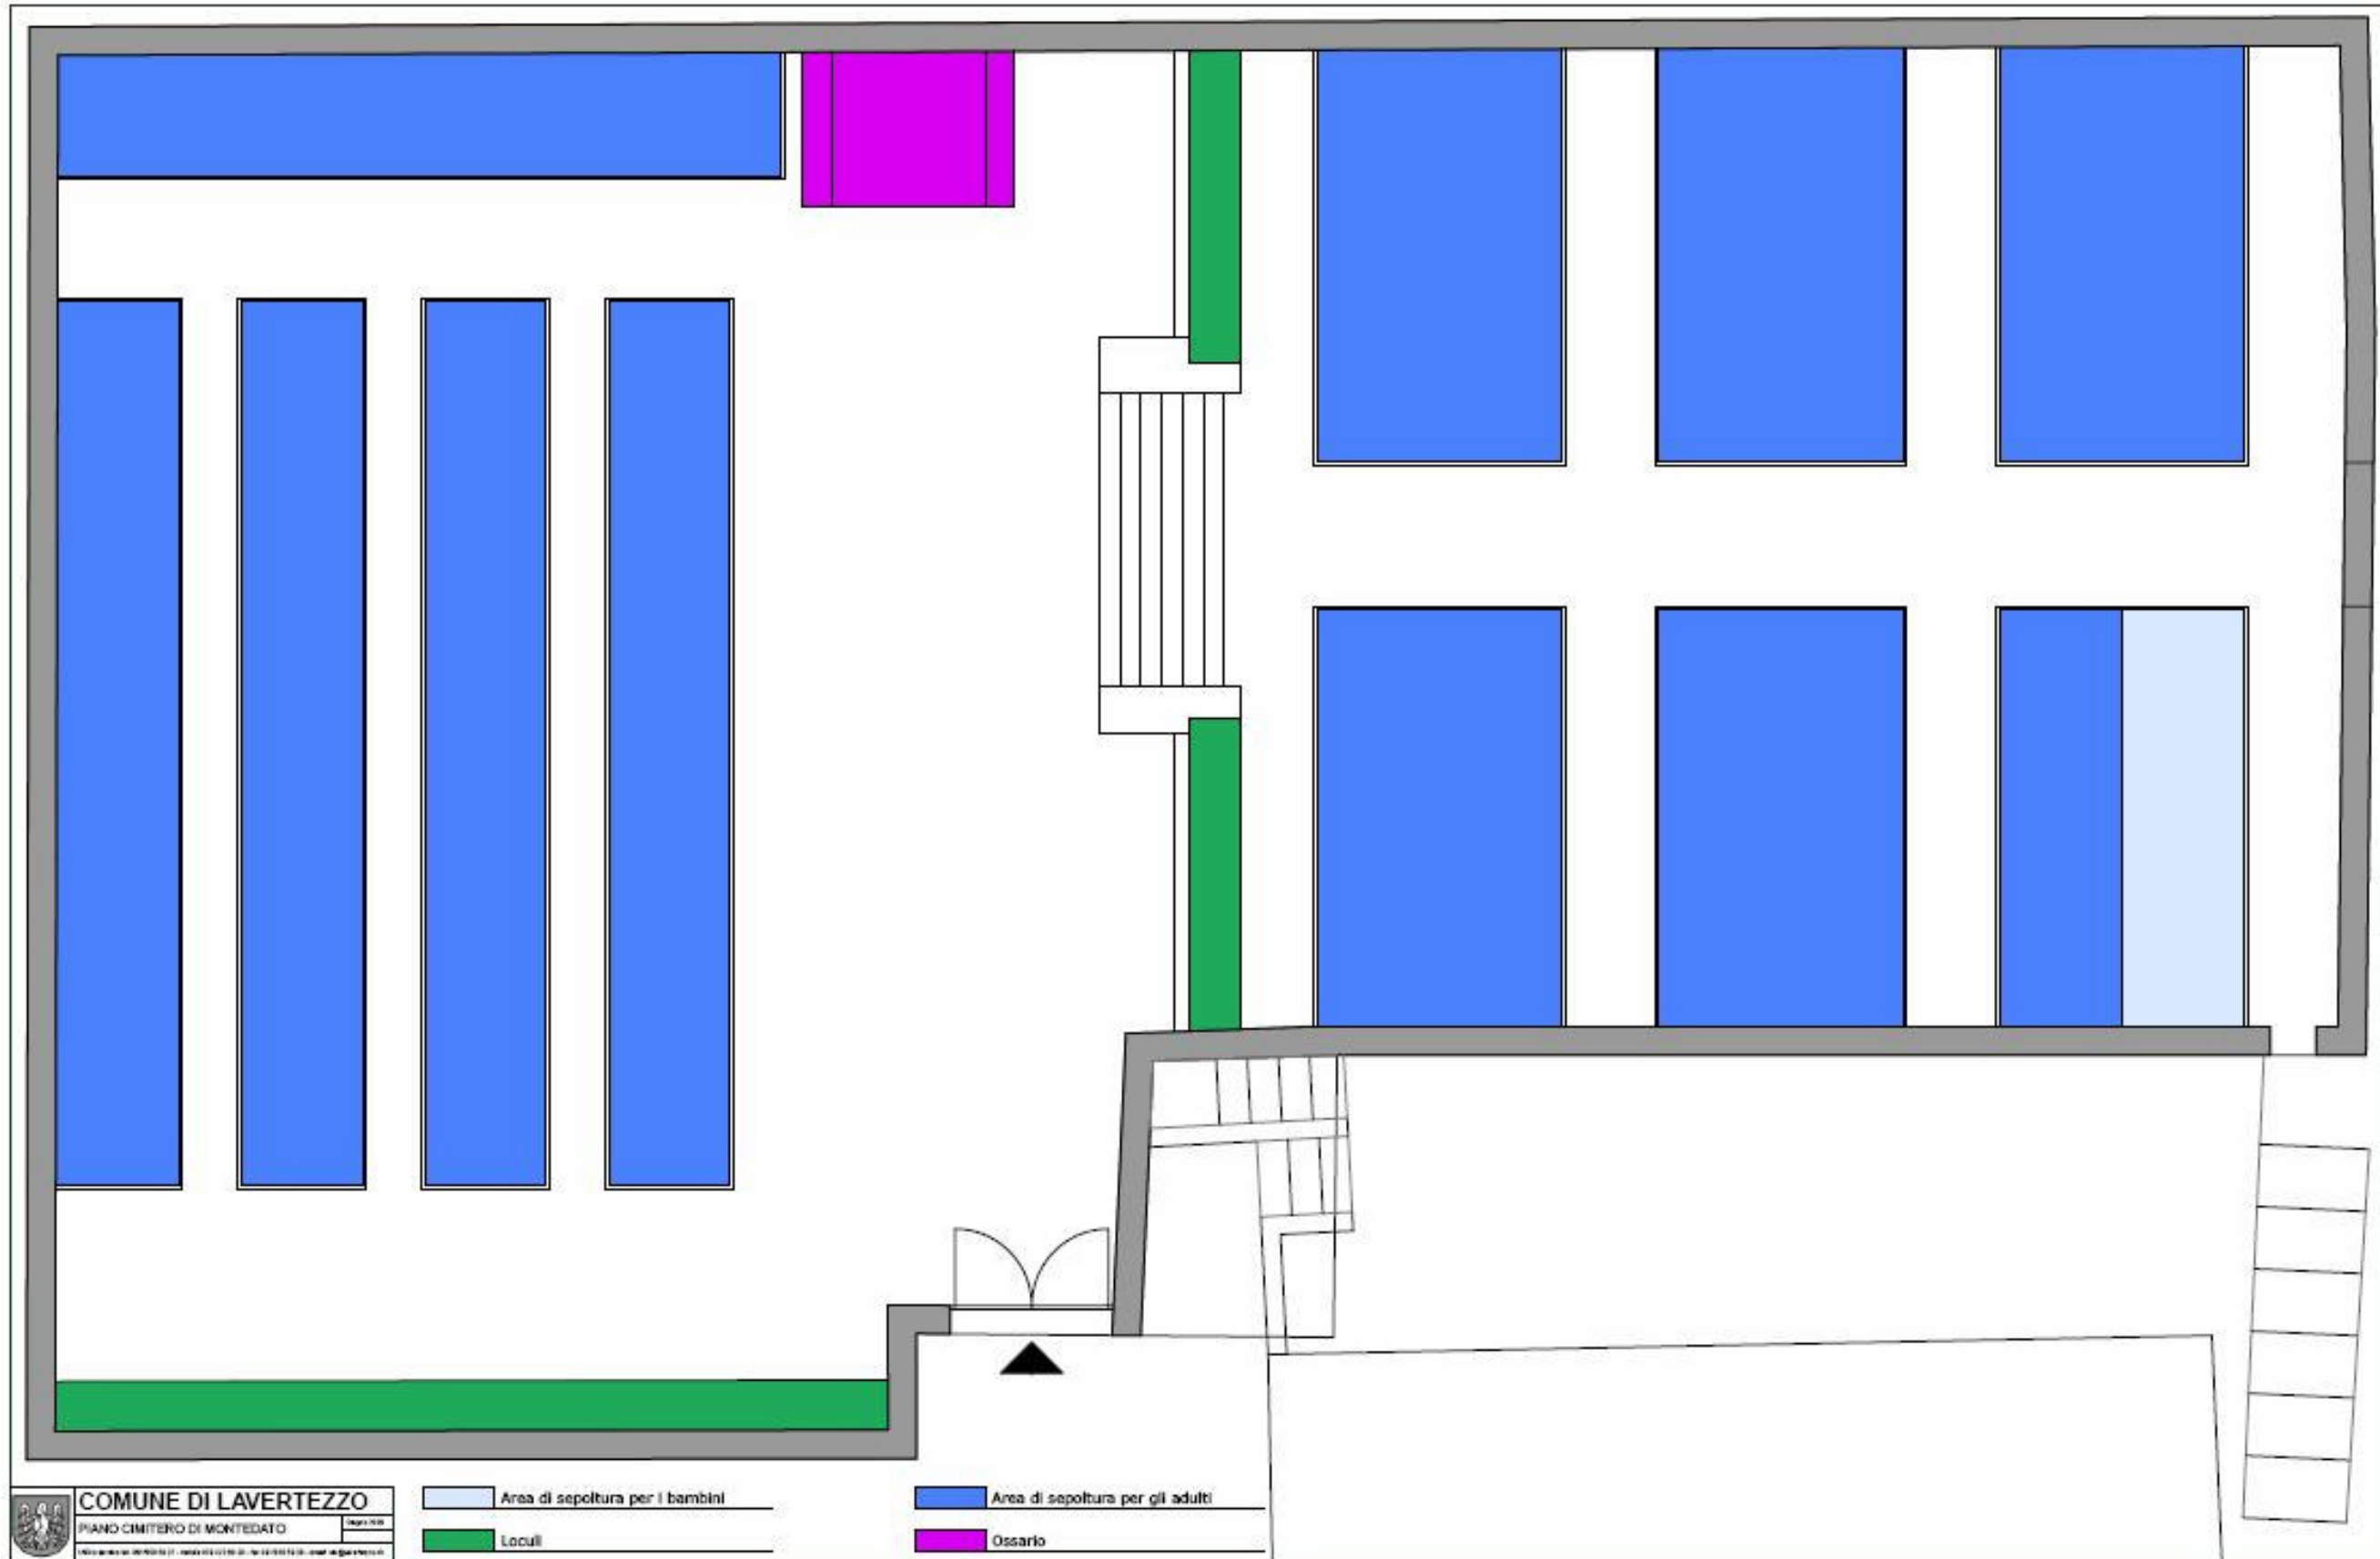 COMUNE DI LAVERTEZZO
PIANO CIMITERO DI MONTEDATO
Area di sepoltura per i bambini
Loculi
Area di sepoltura per gli adulti
Ossario